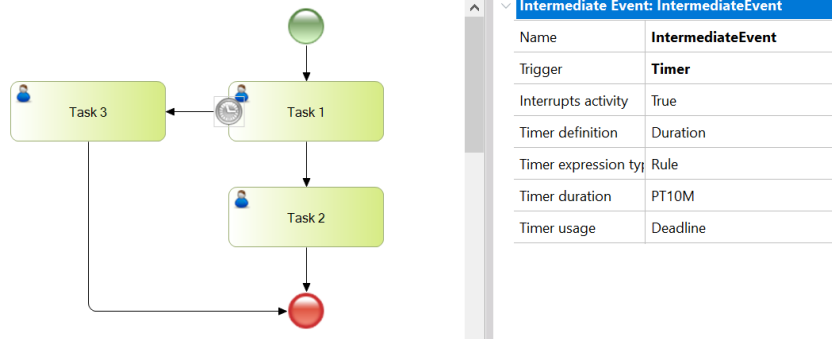 Intermediate Event: IntermediateEvent
Name IntermediateEvent
Trigger Timer
Interrupts activity True
Timer definition Duration
Timer expression typ Rule
Timer duration PT10M
Timer usage Deadline
Task 3
Task 1
Task 2